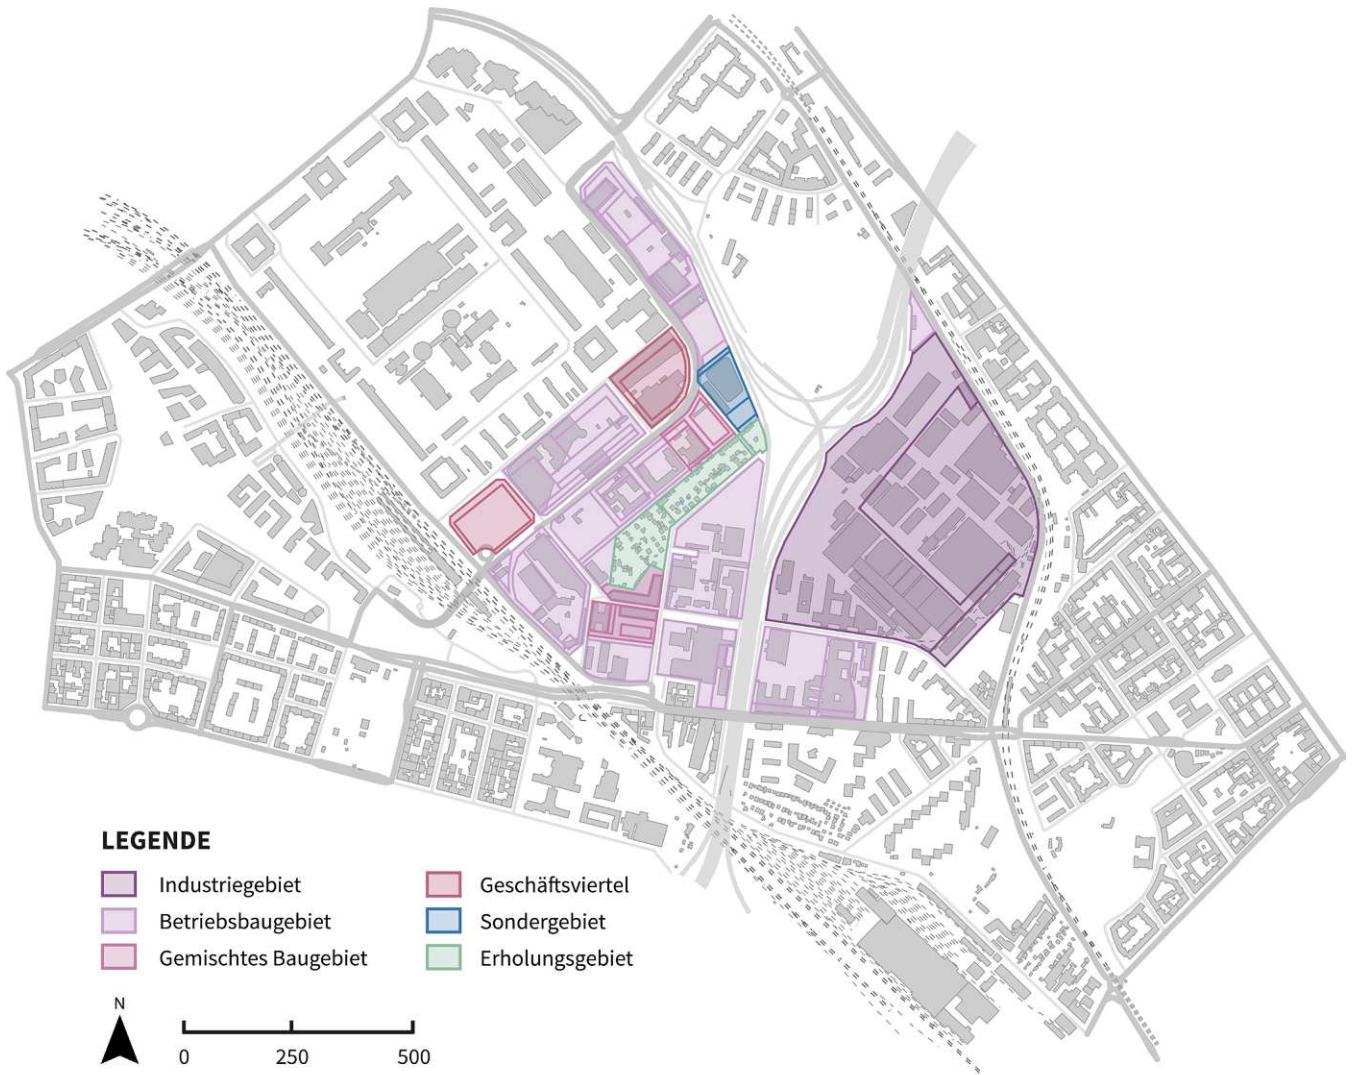 LEGENDE
Industriegebiet
Betriebsbaugebiet
Gemischtes Baugebiet
Geschäftsviertel
Sondergebiet
Erholungsgebiet
N
0 250 500